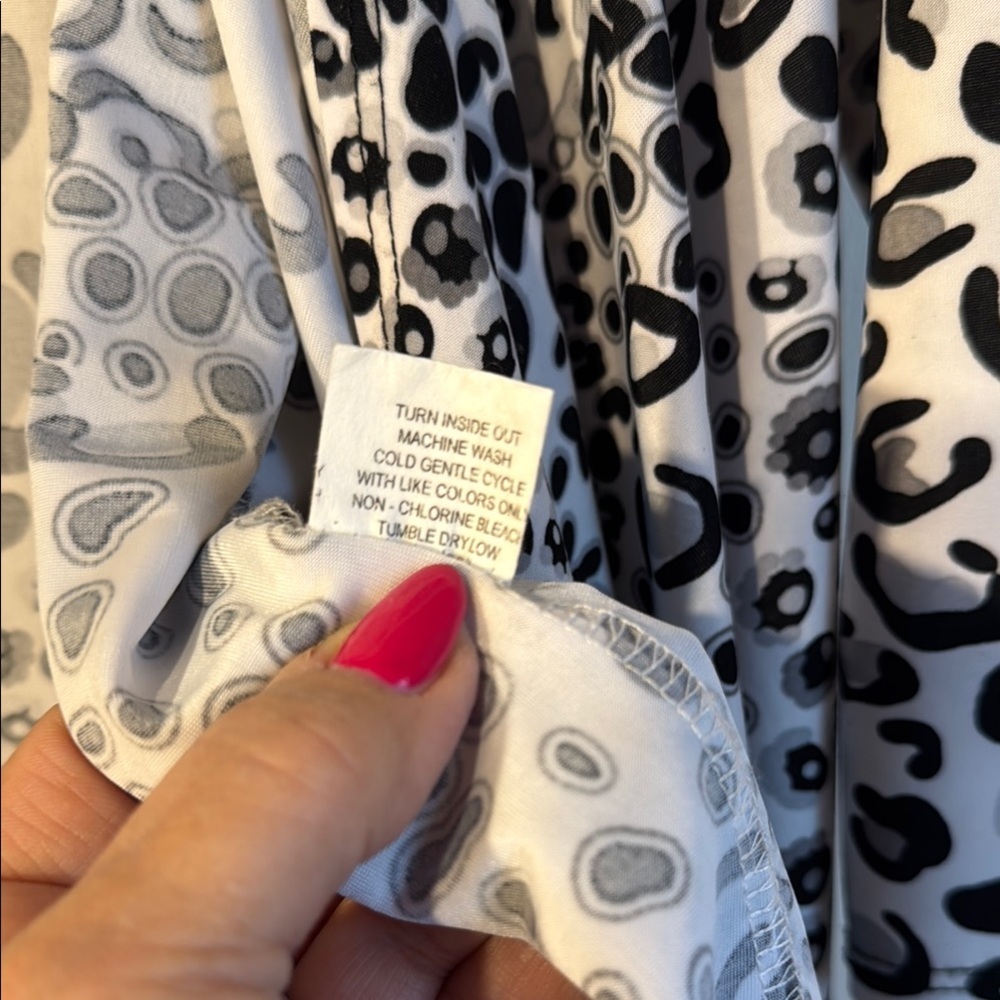 TURN INSIDE OUT
MACHINE WASH
COLD GENTLE CYCLE
WITH LIKE COLORS ONLY
NON - CHLORINE BLEACH
TUMBLE DRY LOW